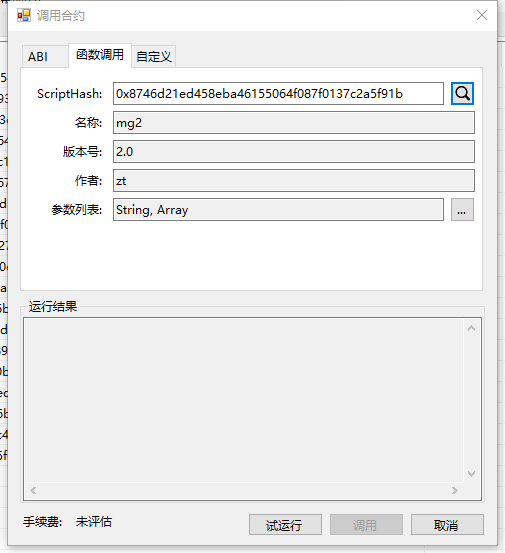 调用合约
ABI 函数调用 自定义
ScriptHash: 0x8746d21ed458eba46155064f087f0137c2a5f91b
名称: mg2
版本号: 2.0
作者: zt
参数列表: String, Array ...
运行结果
手续费: 未评估 试运行 调用 取消